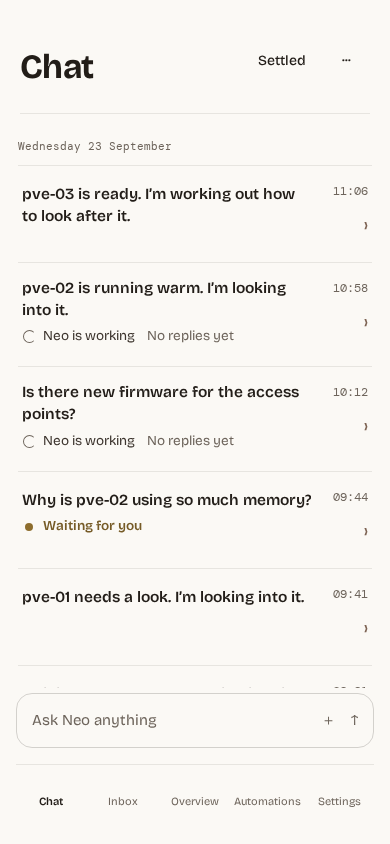 Chat
Settled
...
Wednesday 23 September
pve-03 is ready. I'm working out how
to look after it.
11:06
pve-02 is running warm. I'm looking
into it.
10:58
Neo is working No replies yet
Is there new firmware for the access
points?
10:12
Neo is working No replies yet
Why is pve-02 using so much memory?
09:44
Waiting for you
pve-01 needs a look. I'm looking into it.
09:41
Ask Neo anything
+ ↑
Chat Inbox Overview Automations Settings